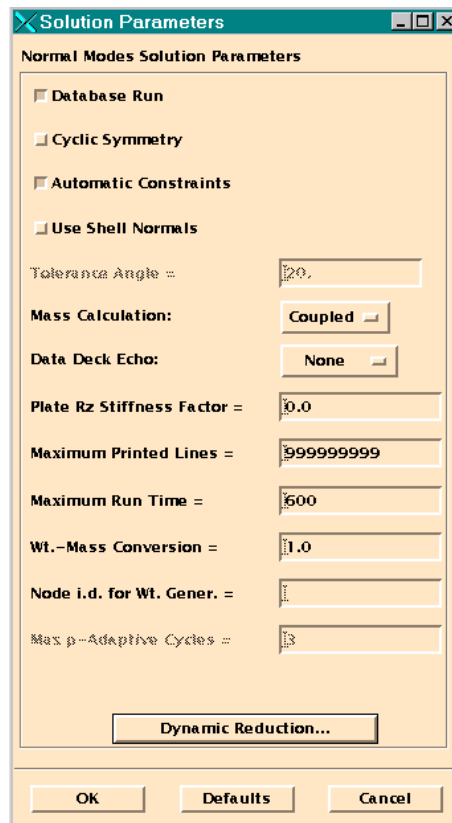 Solution Parameters
Normal Modes Solution Parameters
Database Run
Cyclic Symmetry
Automatic Constraints
Use Shell Normals
Tolerance Angle = 20.
Mass Calculation: Coupled
Data Deck Echo: None
Plate Rz Stiffness Factor = 0.0
Maximum Printed Lines = 999999999
Maximum Run Time = 600
Wt.-Mass Conversion = 1.0
Node i.d. for Wt. Gener. =
Max p-Adaptive Cycles = 3
Dynamic Reduction...
OK Defaults Cancel